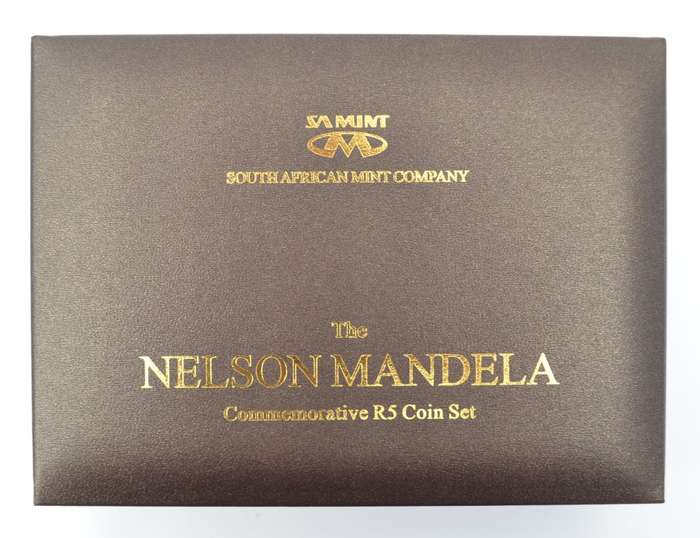 SA MINT
SOUTH AFRICAN MINT COMPANY
The
NELSON MANDELA
Commemorative R5 Coin Set